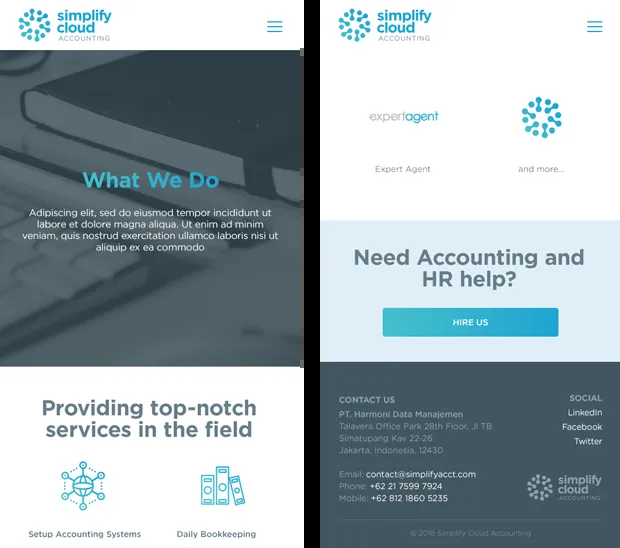 simplify
cloud
ACCOUNTING
What We Do
Adipiscing elit, sed do eiusmod tempor incididunt ut
labore et dolore magna aliqua. Ut enim ad minim
veniam, quis nostrud exercitation ullamco laboris nisi ut
aliquip ex ea commodo
Providing top-notch
services in the field
Setup Accounting Systems
Daily Bookkeeping
simplify
cloud
ACCOUNTING
expertagent
Expert Agent
and more...
Need Accounting and
HR help?
HIRE US
CONTACT US
PT. Harmoni Data Manajemen
Talavera Office Park 28th Floor, Jl TB
Simatupang Kav 22-26
Jakarta, Indonesia, 12430
Email: contact@simplifyacct.com
Phone: +62 21 7599 7924
Mobile: +62 812 1860 5235
SOCIAL
LinkedIn
Facebook
Twitter
simplify
cloud
ACCOUNTING
© 2018 Simplify Cloud Accounting